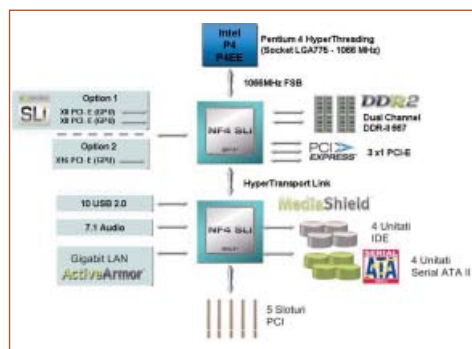 Intel
P4
P4EE
Pentium 4 HyperThreading
(Socket LGA775 - 1066 MHz)
1066MHz FSB
SLi
Option 1
X8 PCI-E (GPU)
X8 PCI-E (GPU)
Option 2
X16 PCI-E (GPU)
NF4 SLI
DDR2
Dual Channel
DDR-II 667
PCI
EXPRESS
3 x1 PCI-E
HyperTransport Link
10 USB 2.0
7.1 Audio
Gigabit LAN
ActiveArmor
NF4 SLI
MediaShield
4 Unitati
IDE
SERIAL
ATA
4 Unitati
Serial ATA II
5 Sloturi
PCI